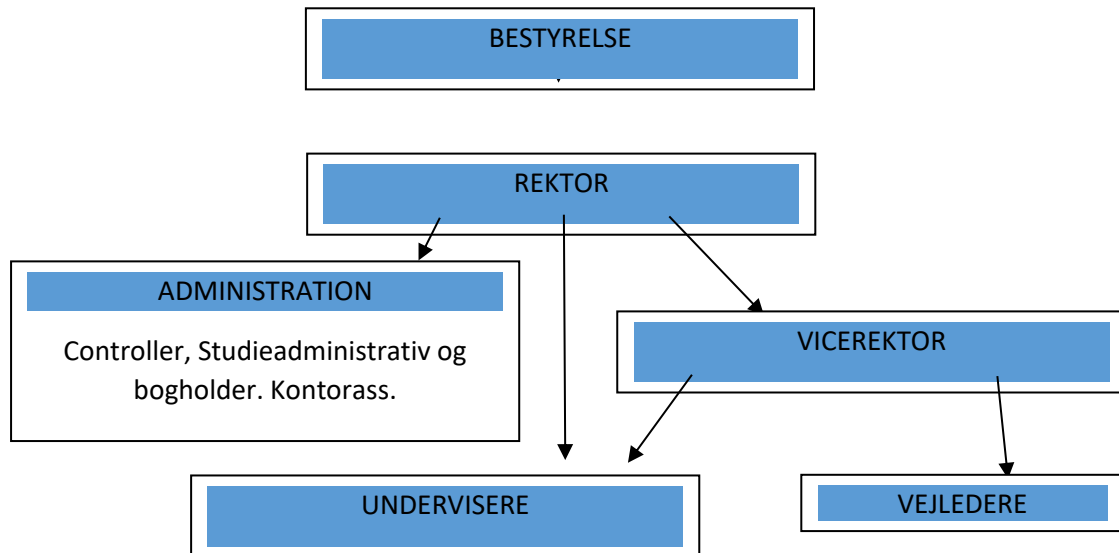 BESTYRELSE
REKTOR
ADMINISTRATION
Controller, Studieadministrativ og
bogholder. Kontorass.
VICEREKTOR
UNDERVISERE
VEJLEDERE